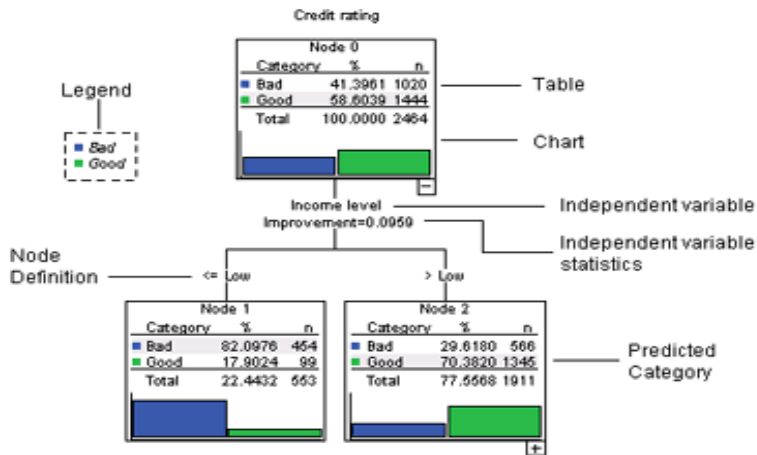 Credit rating
Node 0
Category % n
Bad 41.3961 1020
Good 58.6039 1444
Total 100.0000 2464
Table
Chart
Legend
Bad
Good
Income level
Improvement=0.0959
Independent variable
Independent variable
statistics
Node
Definition
<= Low
> Low
Node 1
Category % n
Bad 82.0976 454
Good 17.9024 99
Total 22.4432 553
Node 2
Category % n
Bad 29.6180 566
Good 70.3820 1345
Total 77.5568 1911
Predicted
Category